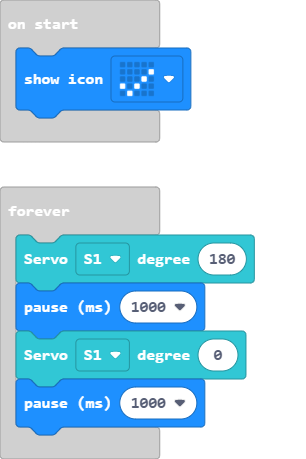 on start
show icon
forever
Servo S1 degree 180
pause (ms) 1000
Servo S1 degree 0
pause (ms) 1000